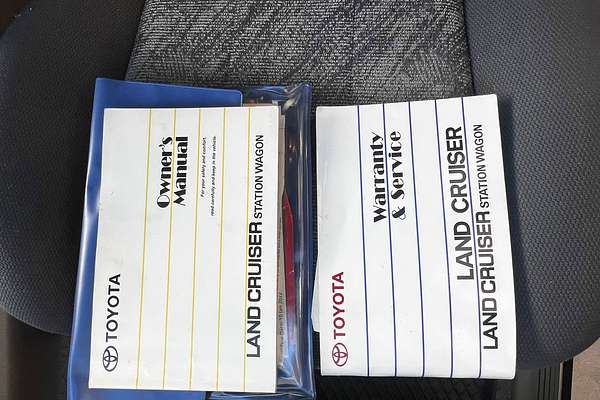 Owner's
Manual
For your safety and comfort,
read carefully and keep in the vehicle.
TOYOTA
LAND CRUISER STATION WAGON
Warranty
& Service
TOYOTA
LAND CRUISER
LAND CRUISER STATION WAGON